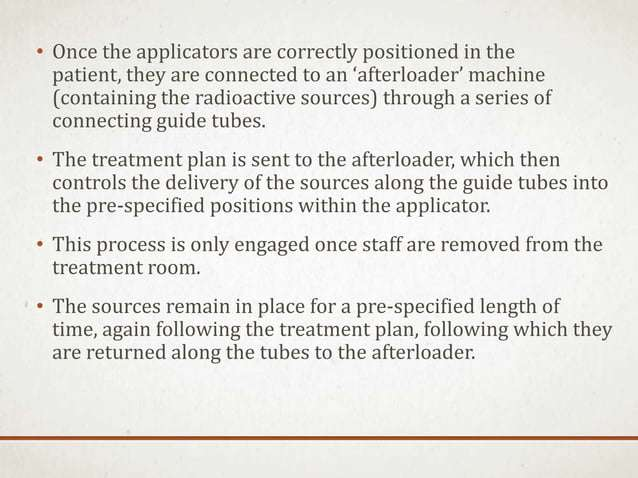 • Once the applicators are correctly positioned in the
patient, they are connected to an ‘afterloader’ machine
(containing the radioactive sources) through a series of
connecting guide tubes.
• The treatment plan is sent to the afterloader, which then
controls the delivery of the sources along the guide tubes into
the pre-specified positions within the applicator.
• This process is only engaged once staff are removed from the
treatment room.
• The sources remain in place for a pre-specified length of
time, again following the treatment plan, following which they
are returned along the tubes to the afterloader.